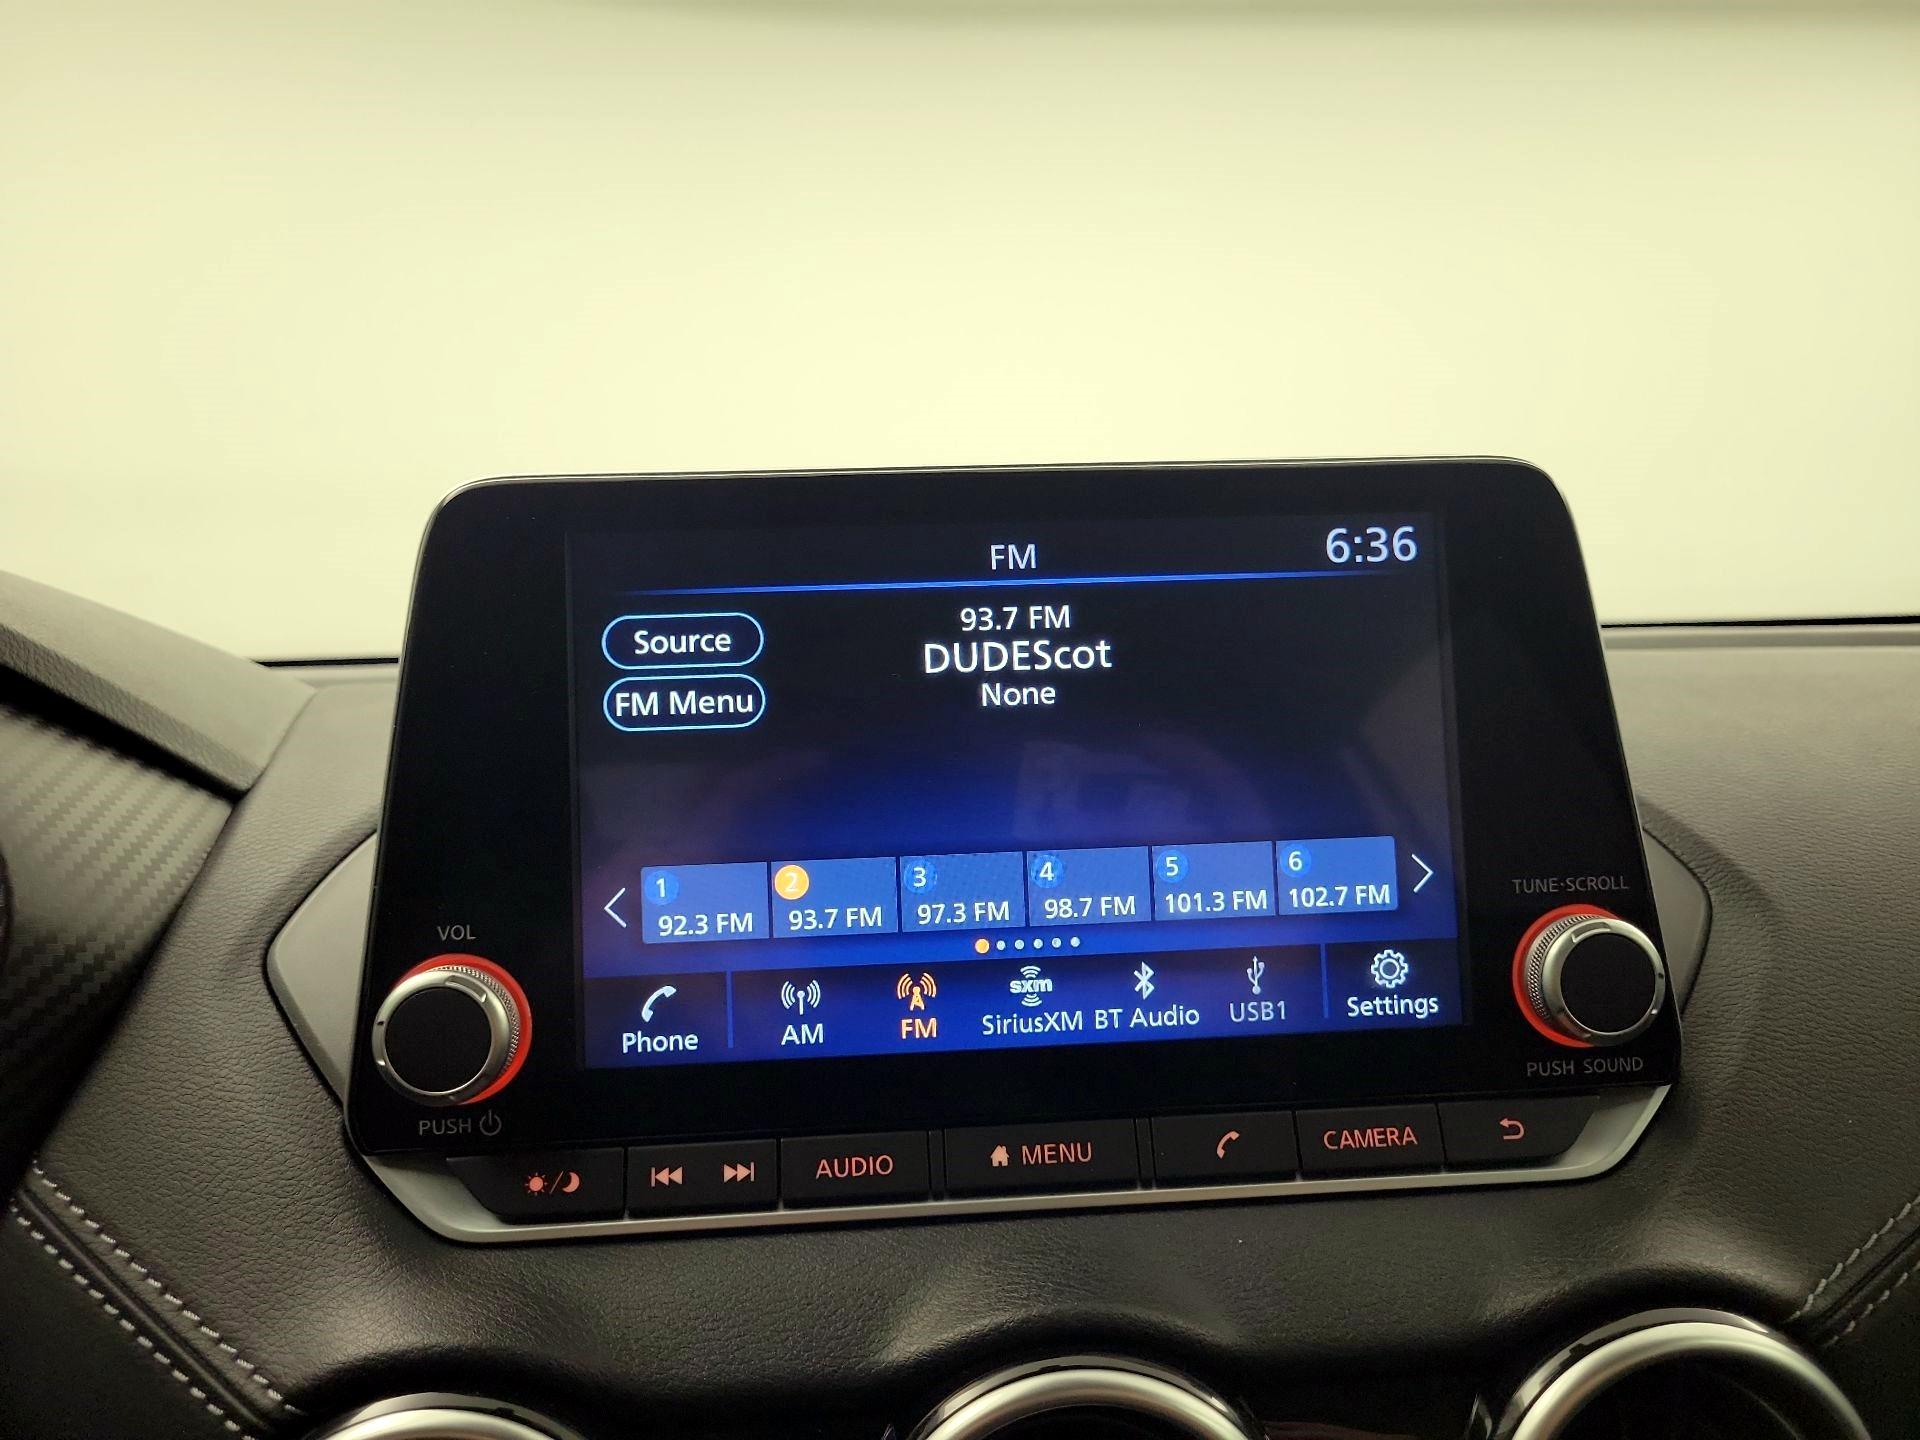 FM
6:36
Source
93.7 FM
DUDEScot
FM Menu
None
1 2 3 4 5 6
92.3 FM 93.7 FM 97.3 FM 98.7 FM 101.3 FM 102.7 FM
Phone AM FM sxm SiriusXM BT Audio USB1 Settings
VOL
PUSH
TUNE·SCROLL
PUSH SOUND
AUDIO MENU CAMERA